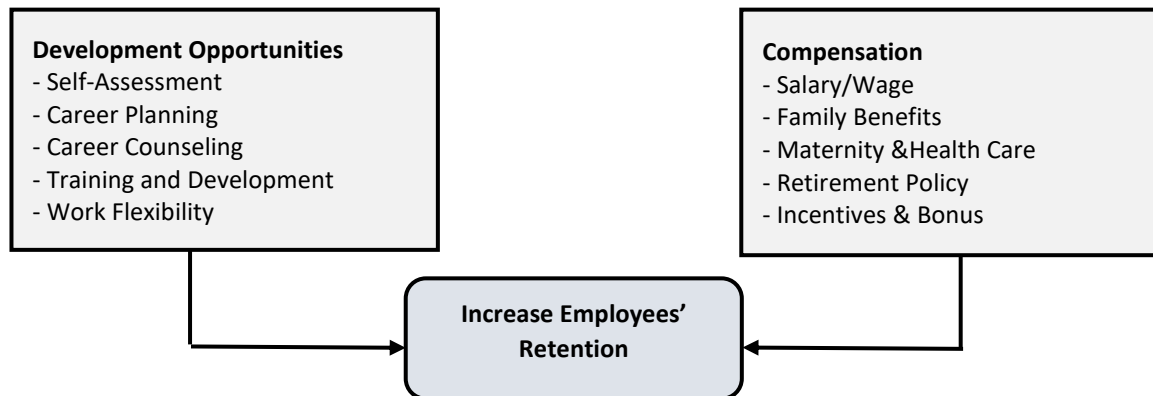 Development Opportunities
- Self-Assessment
- Career Planning
- Career Counseling
- Training and Development
- Work Flexibility
Compensation
- Salary/Wage
- Family Benefits
- Maternity &Health Care
- Retirement Policy
- Incentives & Bonus
Increase Employees’
Retention